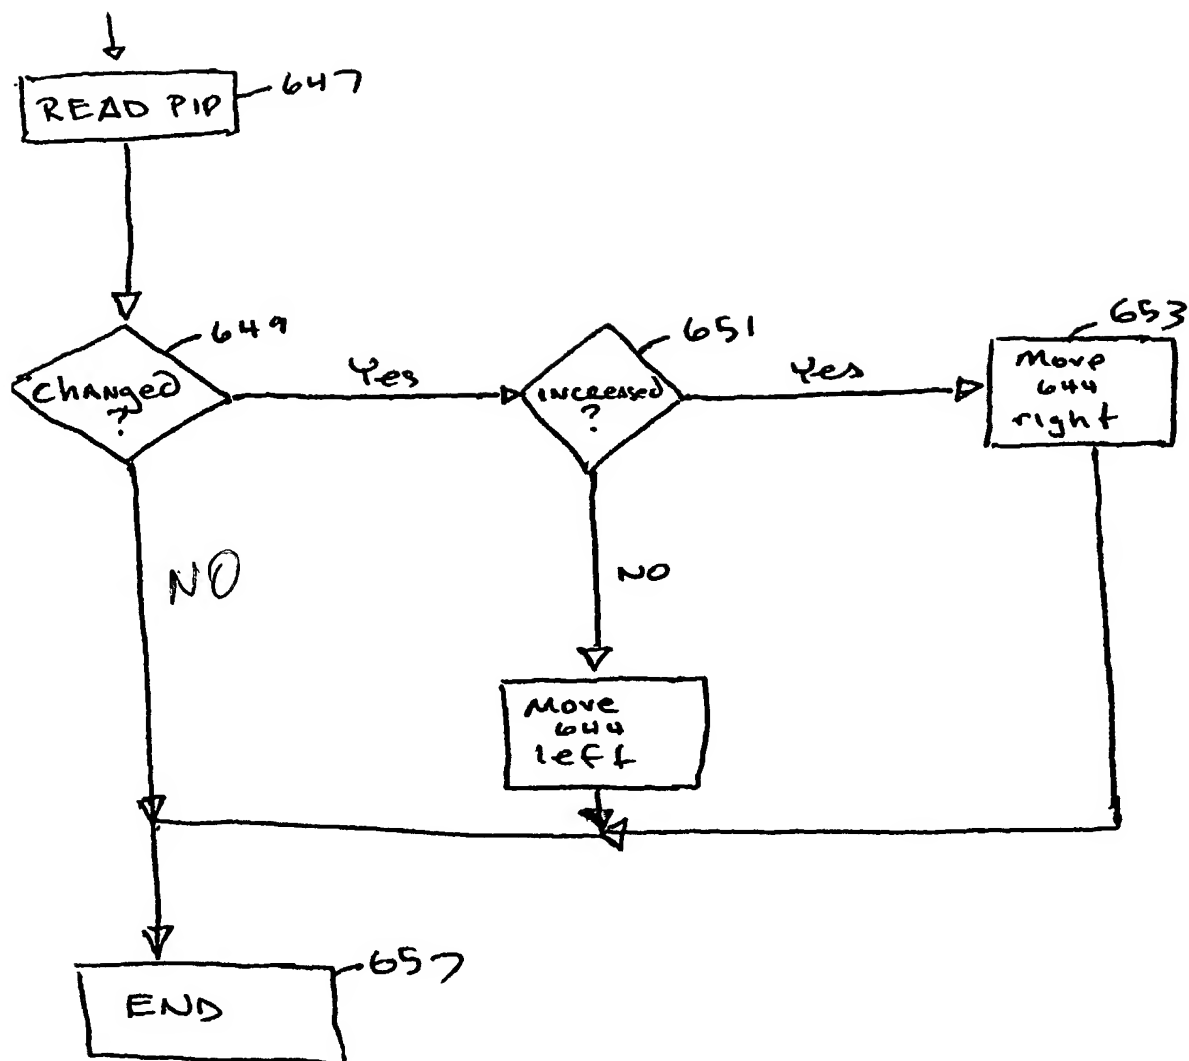 READ PIP
647
649
Changed
?
Yes
651
INCREASED
?
Yes
653
Move
644
right
NO
NO
Move
644
left
657
END